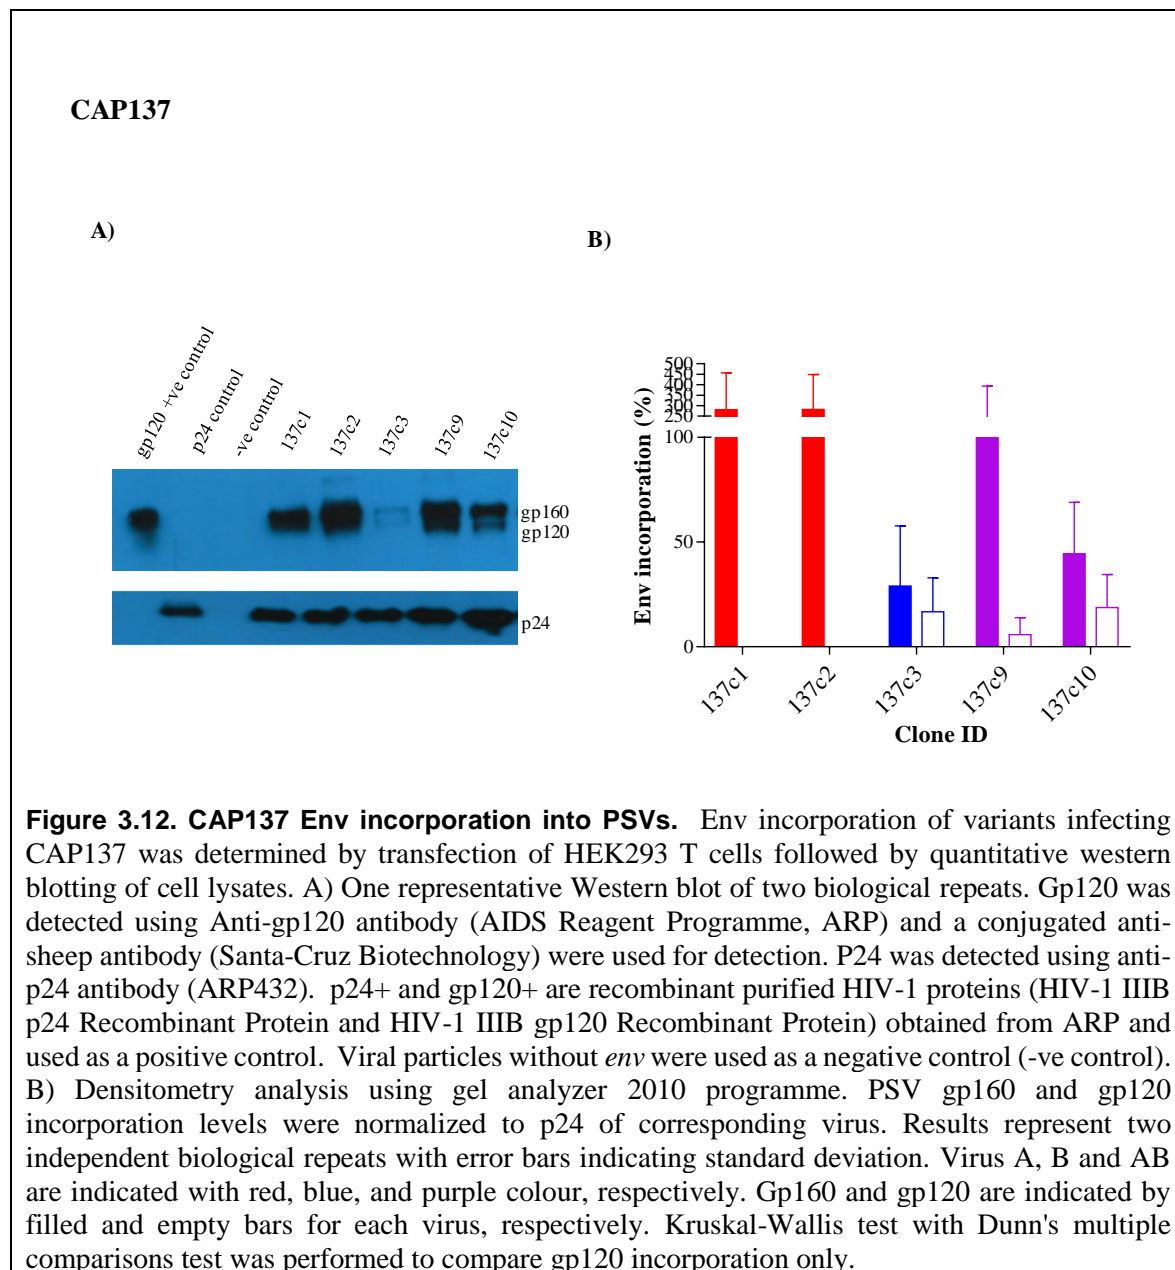 CAP137
A)
B)
gp120 +ve control
p24 control
-ve control
137c1
137c2
137c3
137c9
137c10
gp160
gp120
p24
Env incorporation (%)
500
450
400
350
300
250
100
50
0
137c1
137c2
137c3
137c9
137c10
Clone ID
Figure 3.12. CAP137 Env incorporation into PSVs. Env incorporation of variants infecting
CAP137 was determined by transfection of HEK293 T cells followed by quantitative western
blotting of cell lysates. A) One representative Western blot of two biological repeats. Gp120 was
detected using Anti-gp120 antibody (AIDS Reagent Programme, ARP) and a conjugated anti-
sheep antibody (Santa-Cruz Biotechnology) were used for detection. P24 was detected using anti-
p24 antibody (ARP432). p24+ and gp120+ are recombinant purified HIV-1 proteins (HIV-1 IIIB
p24 Recombinant Protein and HIV-1 IIIB gp120 Recombinant Protein) obtained from ARP and
used as a positive control. Viral particles without env were used as a negative control (-ve control).
B) Densitometry analysis using gel analyzer 2010 programme. PSV gp160 and gp120
incorporation levels were normalized to p24 of corresponding virus. Results represent two
independent biological repeats with error bars indicating standard deviation. Virus A, B and AB
are indicated with red, blue, and purple colour, respectively. Gp160 and gp120 are indicated by
filled and empty bars for each virus, respectively. Kruskal-Wallis test with Dunn's multiple
comparisons test was performed to compare gp120 incorporation only.